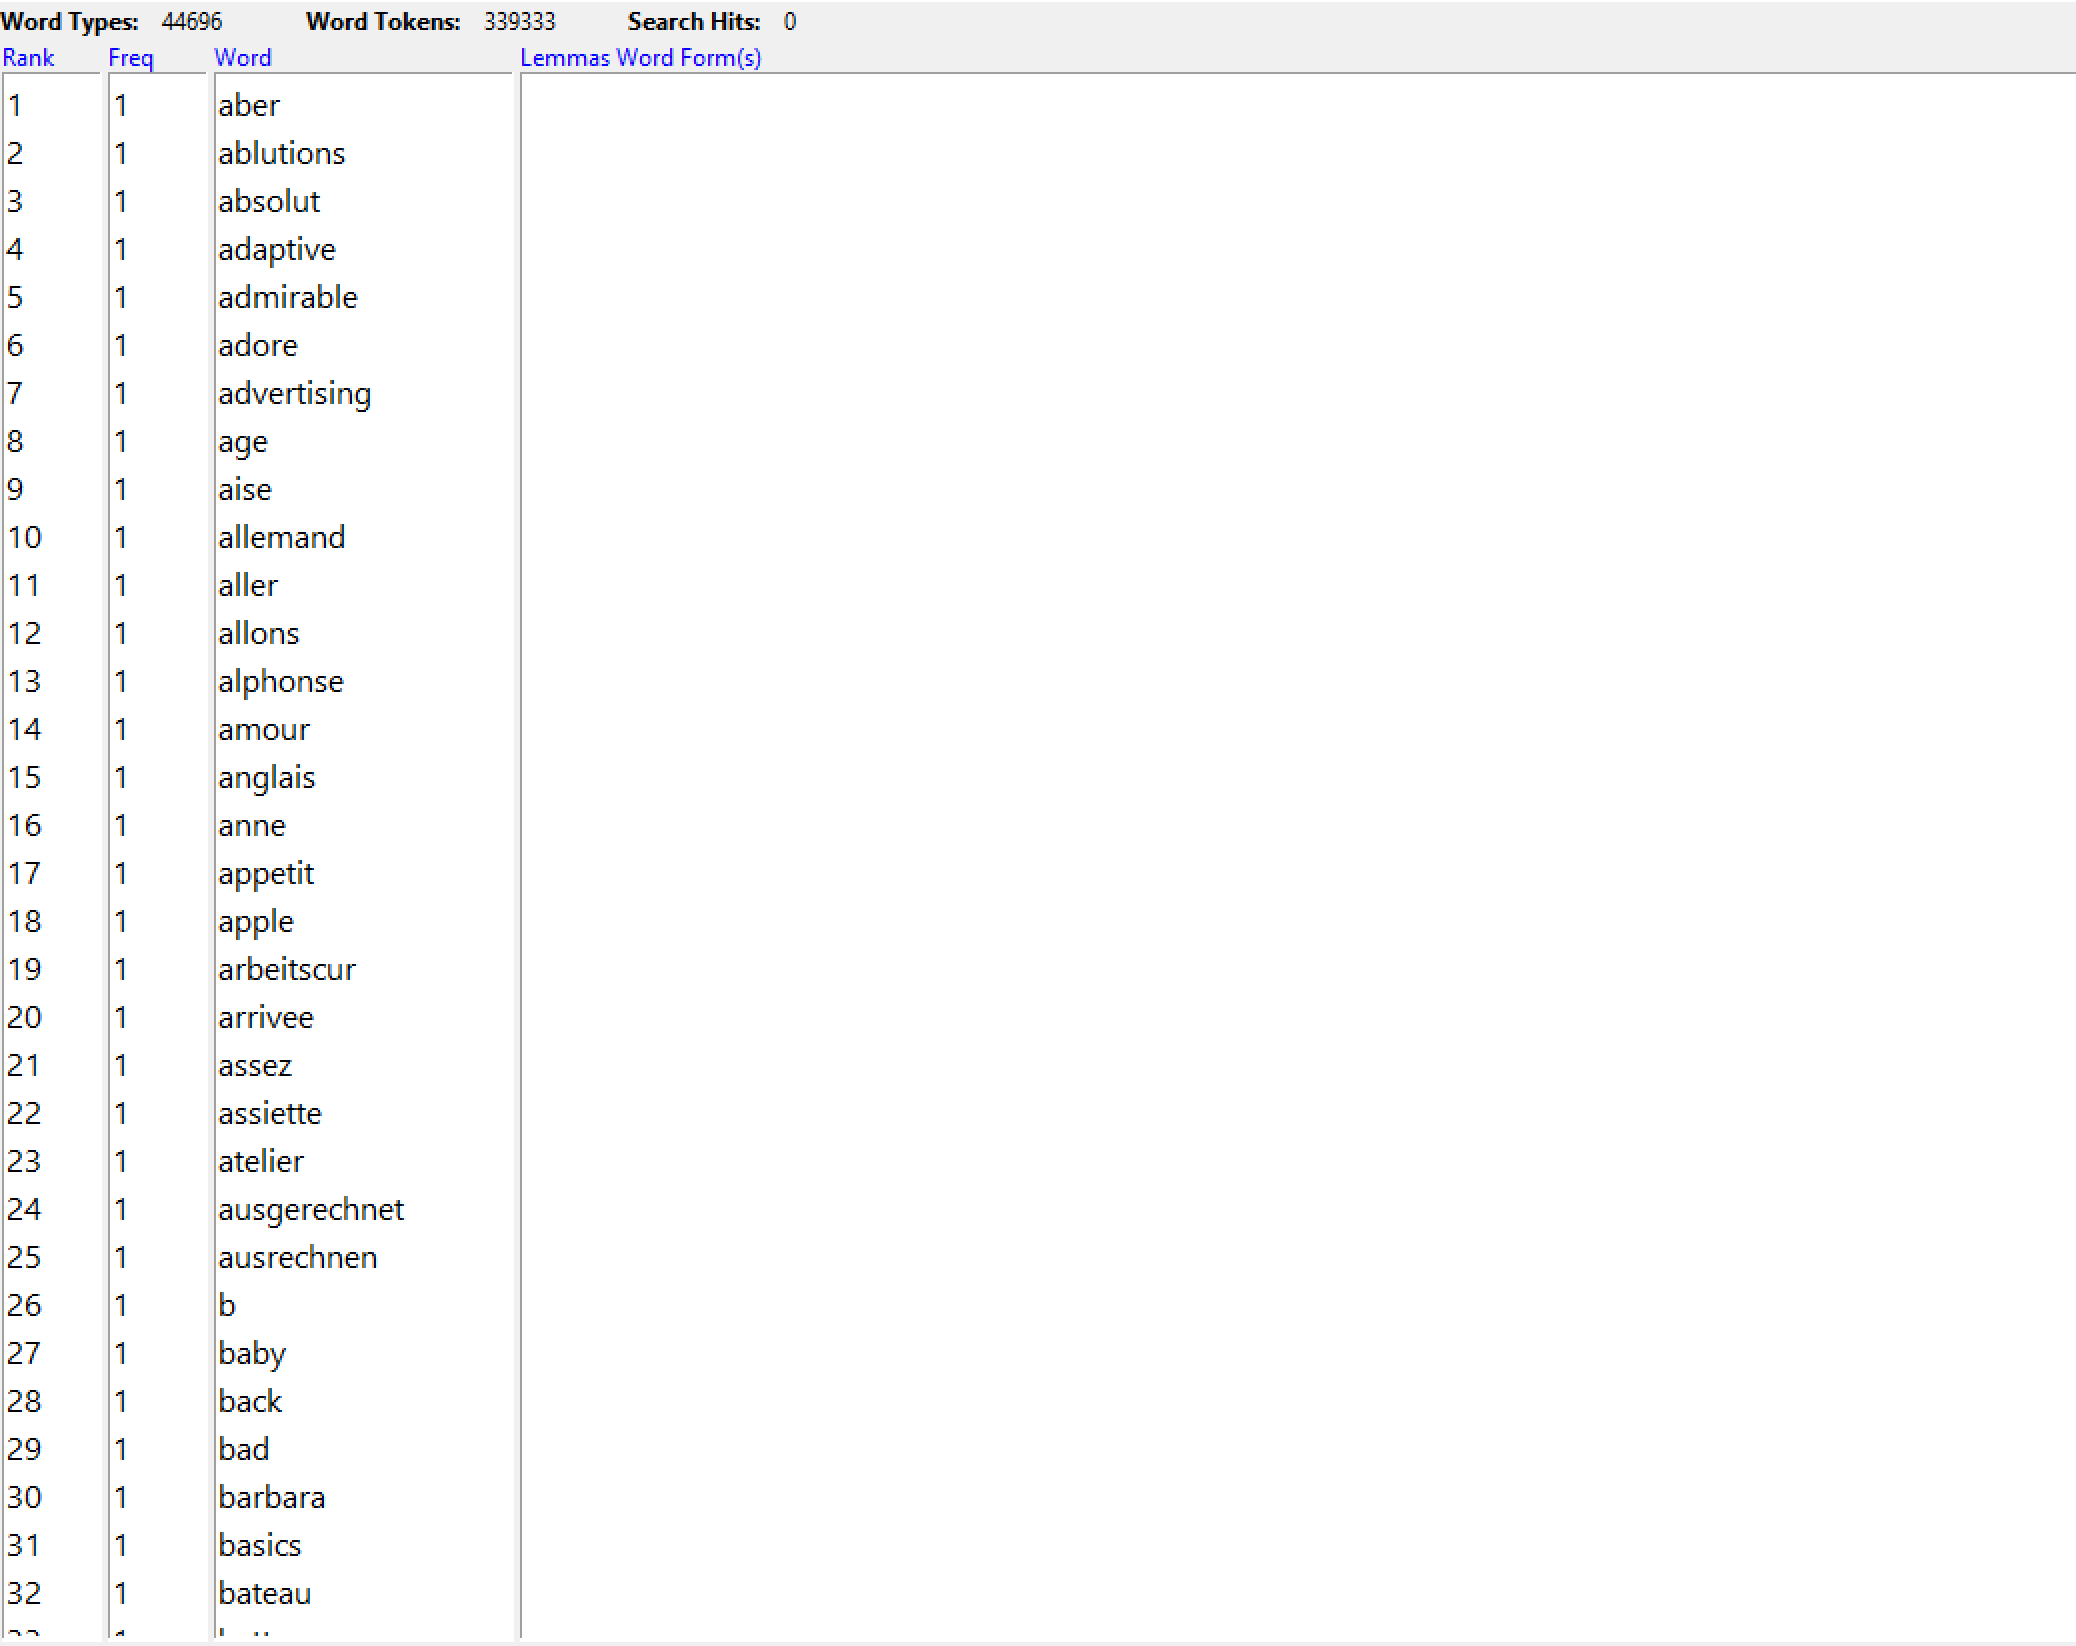 Word Types: 44696 Word Tokens: 339333 Search Hits: 0
Rank Freq Word Lemmas Word Form(s)
1 1 aber
2 1 ablutions
3 1 absolut
4 1 adaptive
5 1 admirable
6 1 adore
7 1 advertising
8 1 age
9 1 aise
10 1 allemand
11 1 aller
12 1 allons
13 1 alphonse
14 1 amour
15 1 anglais
16 1 anne
17 1 appetit
18 1 apple
19 1 arbeitscur
20 1 arrivee
21 1 assez
22 1 assiette
23 1 atelier
24 1 ausgerechnet
25 1 ausrechnen
26 1 b
27 1 baby
28 1 back
29 1 bad
30 1 barbara
31 1 basics
32 1 bateau